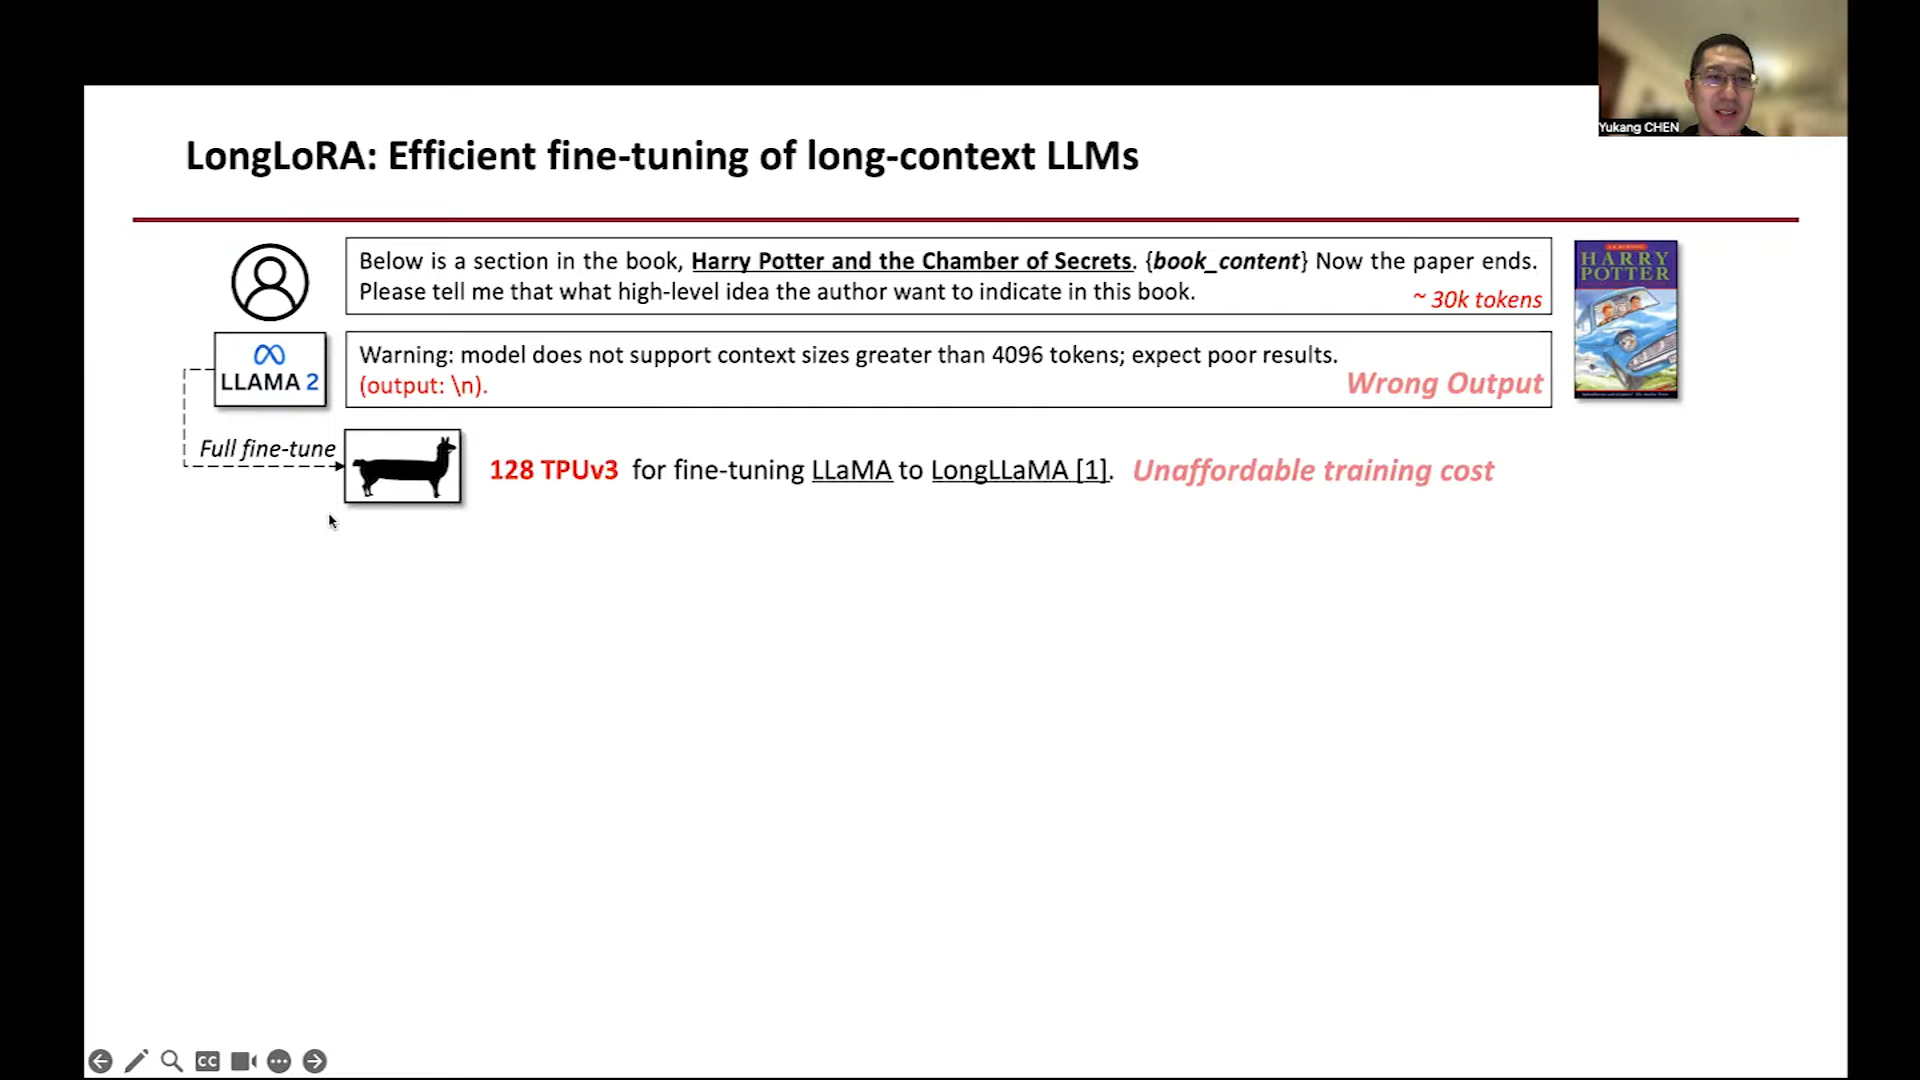 Yukang CHEN
LongLoRA: Efficient fine-tuning of long-context LLMs
Below is a section in the book, Harry Potter and the Chamber of Secrets. {book_content} Now the paper ends.
Please tell me that what high-level idea the author want to indicate in this book.
~ 30k tokens
HARRY
POTTER
LLAMA 2
Warning: model does not support context sizes greater than 4096 tokens; expect poor results.
(output: \n).
Wrong Output
Full fine-tune
128 TPUv3 for fine-tuning LLaMA to LongLLaMA [1]. Unaffordable training cost
CC